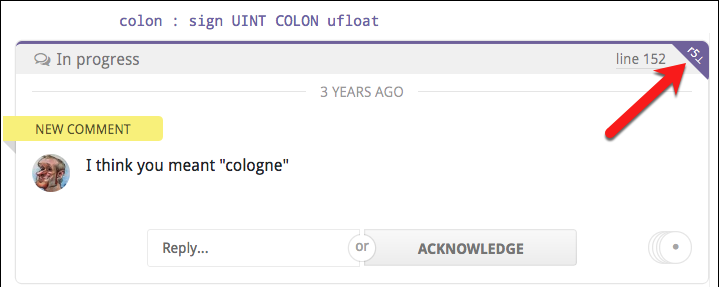 colon : sign UINT COLON ufloat
In progress
line 152
r5⊤
3 YEARS AGO
NEW COMMENT
I think you meant "cologne"
Reply...
or
ACKNOWLEDGE